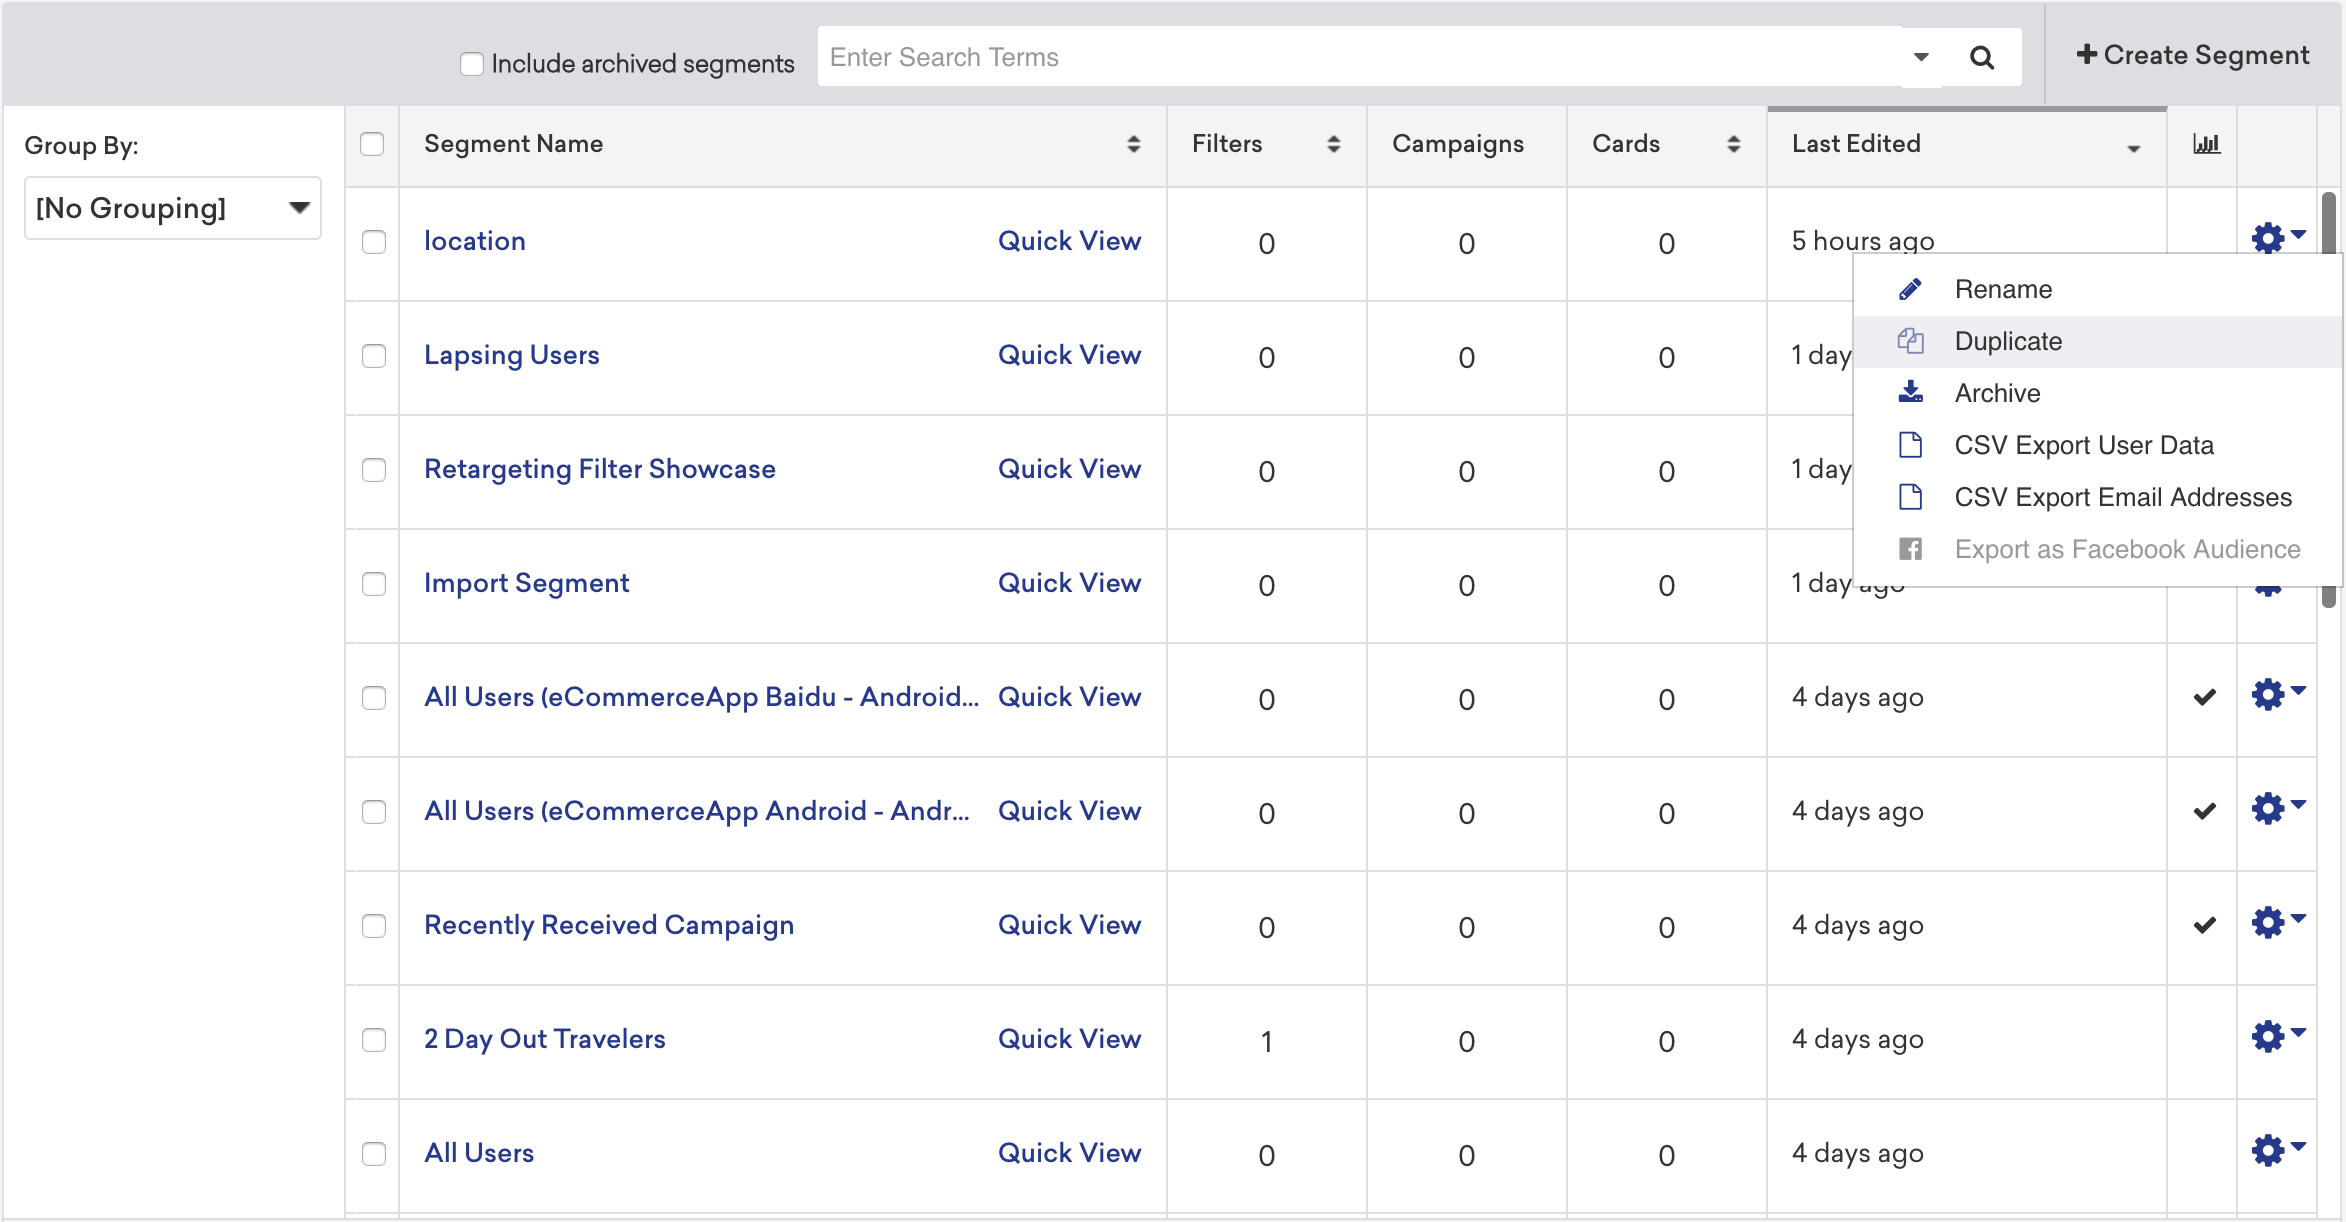 Include archived segments
Enter Search Terms
Create Segment
Group By:
[No Grouping]
Segment Name Filters Campaigns Cards Last Edited
location Quick View 0 0 0 5 hours ago
Lapsing Users Quick View 0 0 0 1 day
Retargeting Filter Showcase Quick View 0 0 0 1 day
Import Segment Quick View 0 0 0 1 day ago
All Users (eCommerceApp Baidu - Android... Quick View 0 0 0 4 days ago
All Users (eCommerceApp Android - Andr... Quick View 0 0 0 4 days ago
Recently Received Campaign Quick View 0 0 0 4 days ago
2 Day Out Travelers Quick View 1 0 0 4 days ago
All Users Quick View 0 0 0 4 days ago
Rename
Duplicate
Archive
CSV Export User Data
CSV Export Email Addresses
Export as Facebook Audience